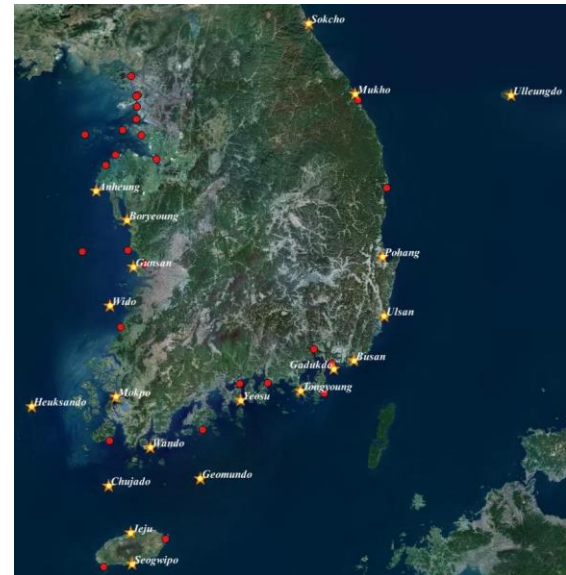 Sokcho
Mukho
Ulleungdo
Anheung
Boryeoung
Pohang
Gunsan
Wido
Ulsan
Busan
Gadukdo
Tongyoung
Mokpo
Yeosu
Heuksando
Wando
Geomundo
Chujado
Jeju
Seogwipo